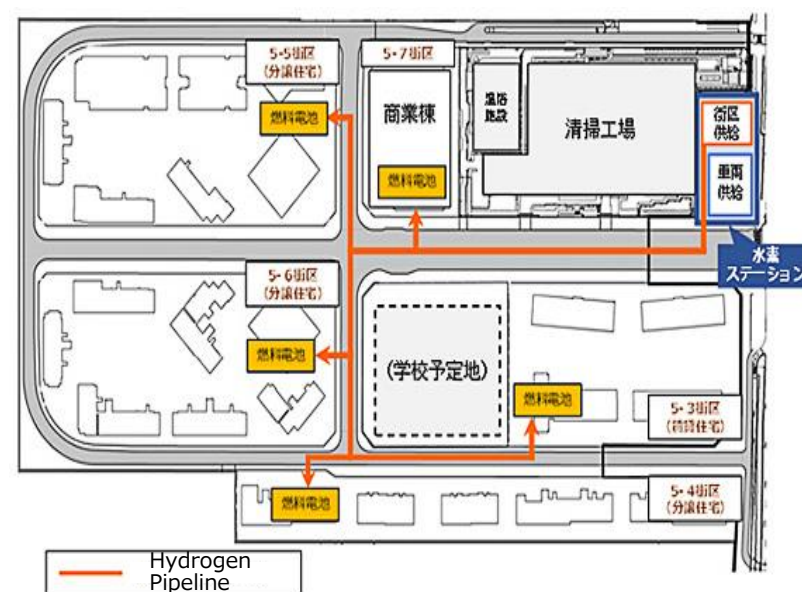 5-5街区
(分譲住宅)
燃料電池
5-7街区
商業棟
燃料電池
温浴
施設
清掃工場
街区
供給
車両
供給
水素
ステーション
5-6街区
(分譲住宅)
燃料電池
(学校予定地)
燃料電池
5-3街区
(賃貸住宅)
5-4街区
(分譲住宅)
燃料電池
Hydrogen
Pipeline